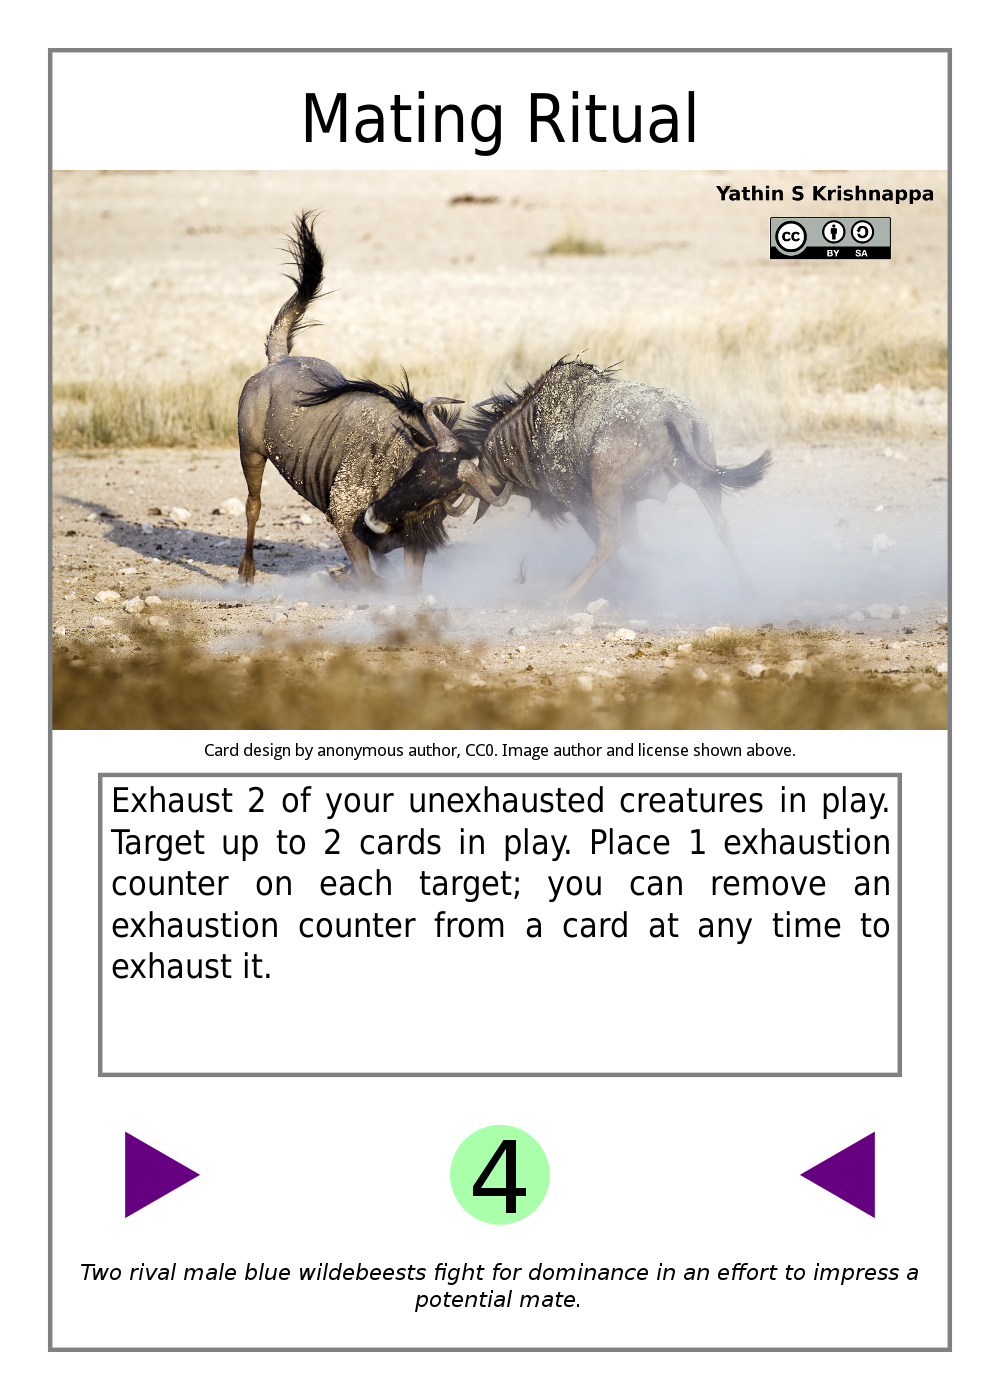 Mating Ritual
Yathin S Krishnappa
cc BY SA
Card design by anonymous author, CC0. Image author and license shown above.
Exhaust 2 of your unexhausted creatures in play.
Target up to 2 cards in play. Place 1 exhaustion
counter on each target; you can remove an
exhaustion counter from a card at any time to
exhaust it.
4
Two rival male blue wildebeests fight for dominance in an effort to impress a
potential mate.